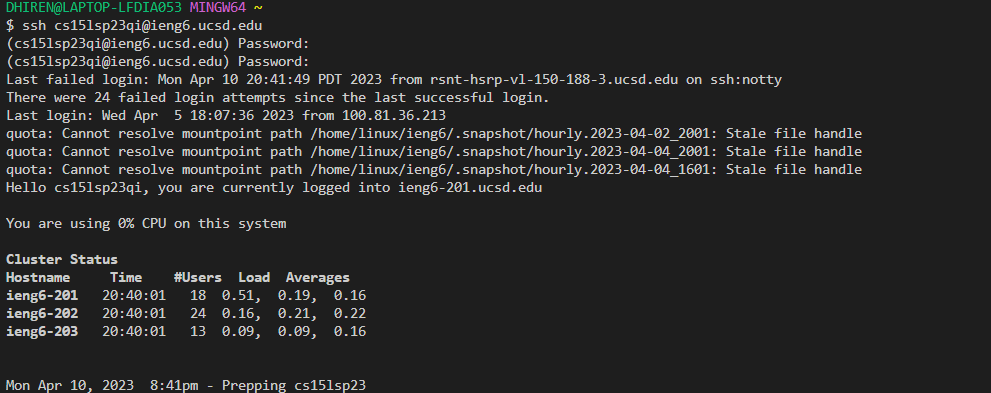 DHIREN@LAPTOP-LFDIA053 MINGW64 ~
$ ssh cs15lsp23qi@ieng6.ucsd.edu
(cs15lsp23qi@ieng6.ucsd.edu) Password:
(cs15lsp23qi@ieng6.ucsd.edu) Password:
Last failed login: Mon Apr 10 20:41:49 PDT 2023 from rsnt-hsrp-vl-150-188-3.ucsd.edu on ssh:notty
There were 24 failed login attempts since the last successful login.
Last login: Wed Apr  5 18:07:36 2023 from 100.81.36.213
quota: Cannot resolve mountpoint path /home/linux/ieng6/.snapshot/hourly.2023-04-02_2001: Stale file handle
quota: Cannot resolve mountpoint path /home/linux/ieng6/.snapshot/hourly.2023-04-04_2001: Stale file handle
quota: Cannot resolve mountpoint path /home/linux/ieng6/.snapshot/hourly.2023-04-04_1601: Stale file handle
Hello cs15lsp23qi, you are currently logged into ieng6-201.ucsd.edu
You are using 0% CPU on this system
Cluster Status
Hostname     Time    #Users  Load  Averages
ieng6-201   20:40:01   18  0.51,  0.19,  0.16
ieng6-202   20:40:01   24  0.16,  0.21,  0.22
ieng6-203   20:40:01   13  0.09,  0.09,  0.16
Mon Apr 10, 2023  8:41pm - Prepping cs15lsp23